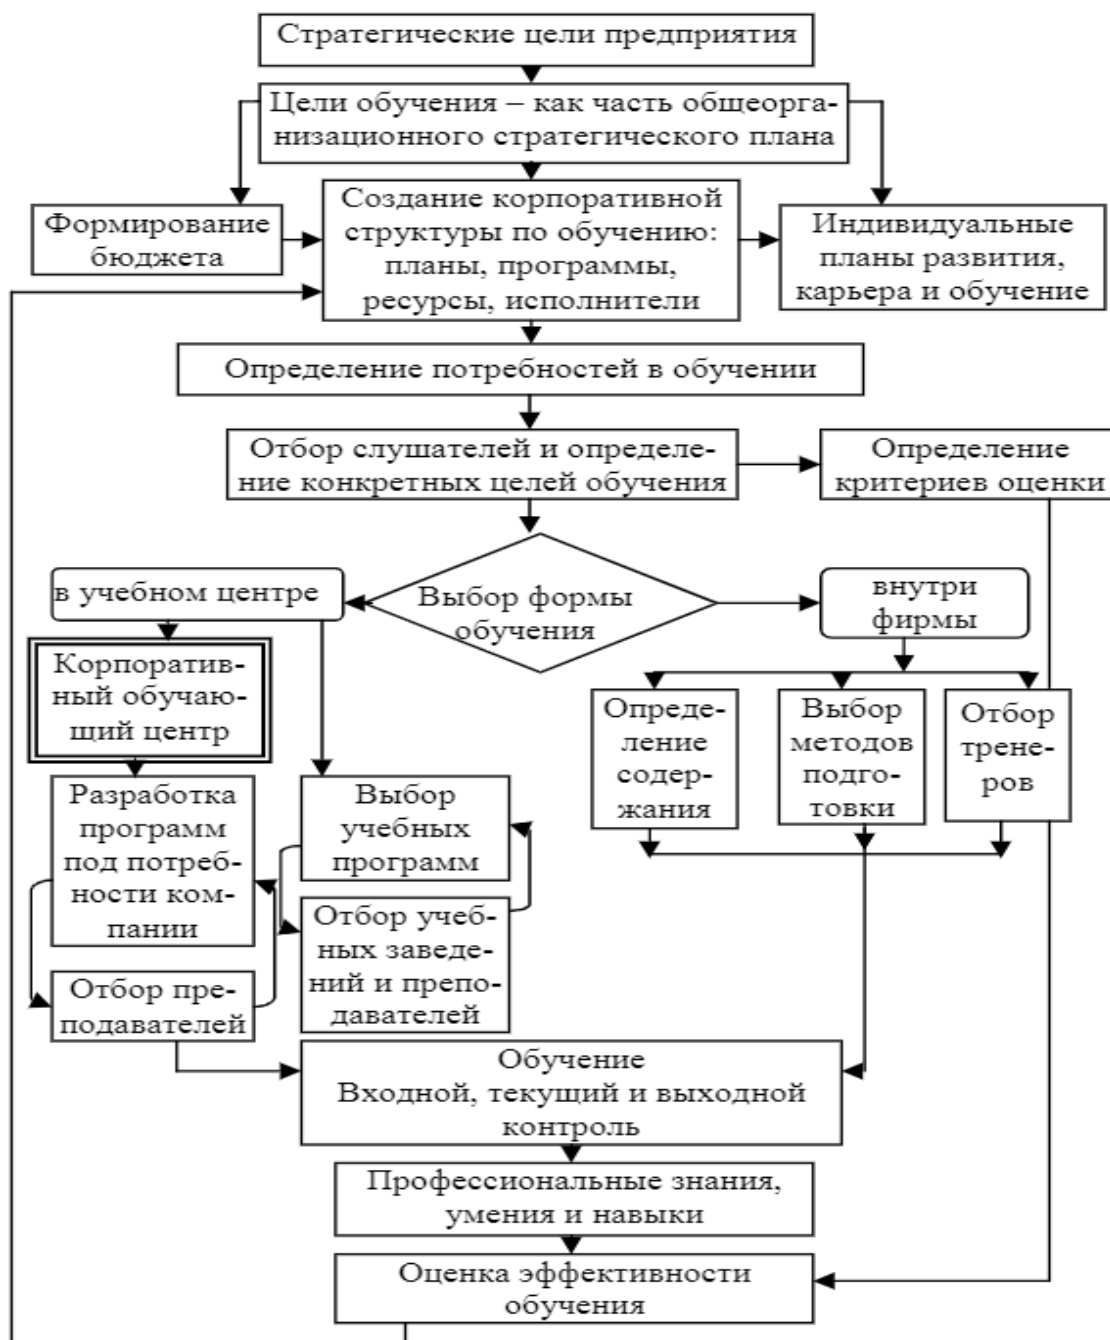 Стратегические цели предприятия
Цели обучения – как часть общеорга-
низационного стратегического плана
Формирование
бюджета
Создание корпоративной
структуры по обучению:
планы, программы,
ресурсы, исполнители
Индивидуальные
планы развития,
карьера и обучение
Определение потребностей в обучении
Отбор слушателей и определе-
ние конкретных целей обучения
Определение
критериев оценки
в учебном центре
Выбор формы
обучения
внутри
фирмы
Корпоратив-
ный обучаю-
щий центр
Опреде-
ление
содер-
жания
Выбор
методов
подго-
товки
Отбор
трене-
ров
Разработка
программ
под потреб-
ности ком-
пании
Выбор
учебных
программ
Отбор учеб-
ных заведе-
ний и препо-
давателей
Отбор пре-
подавателей
Обучение
Входной, текущий и выходной
контроль
Профессиональные знания,
умения и навыки
Оценка эффективности
обучения